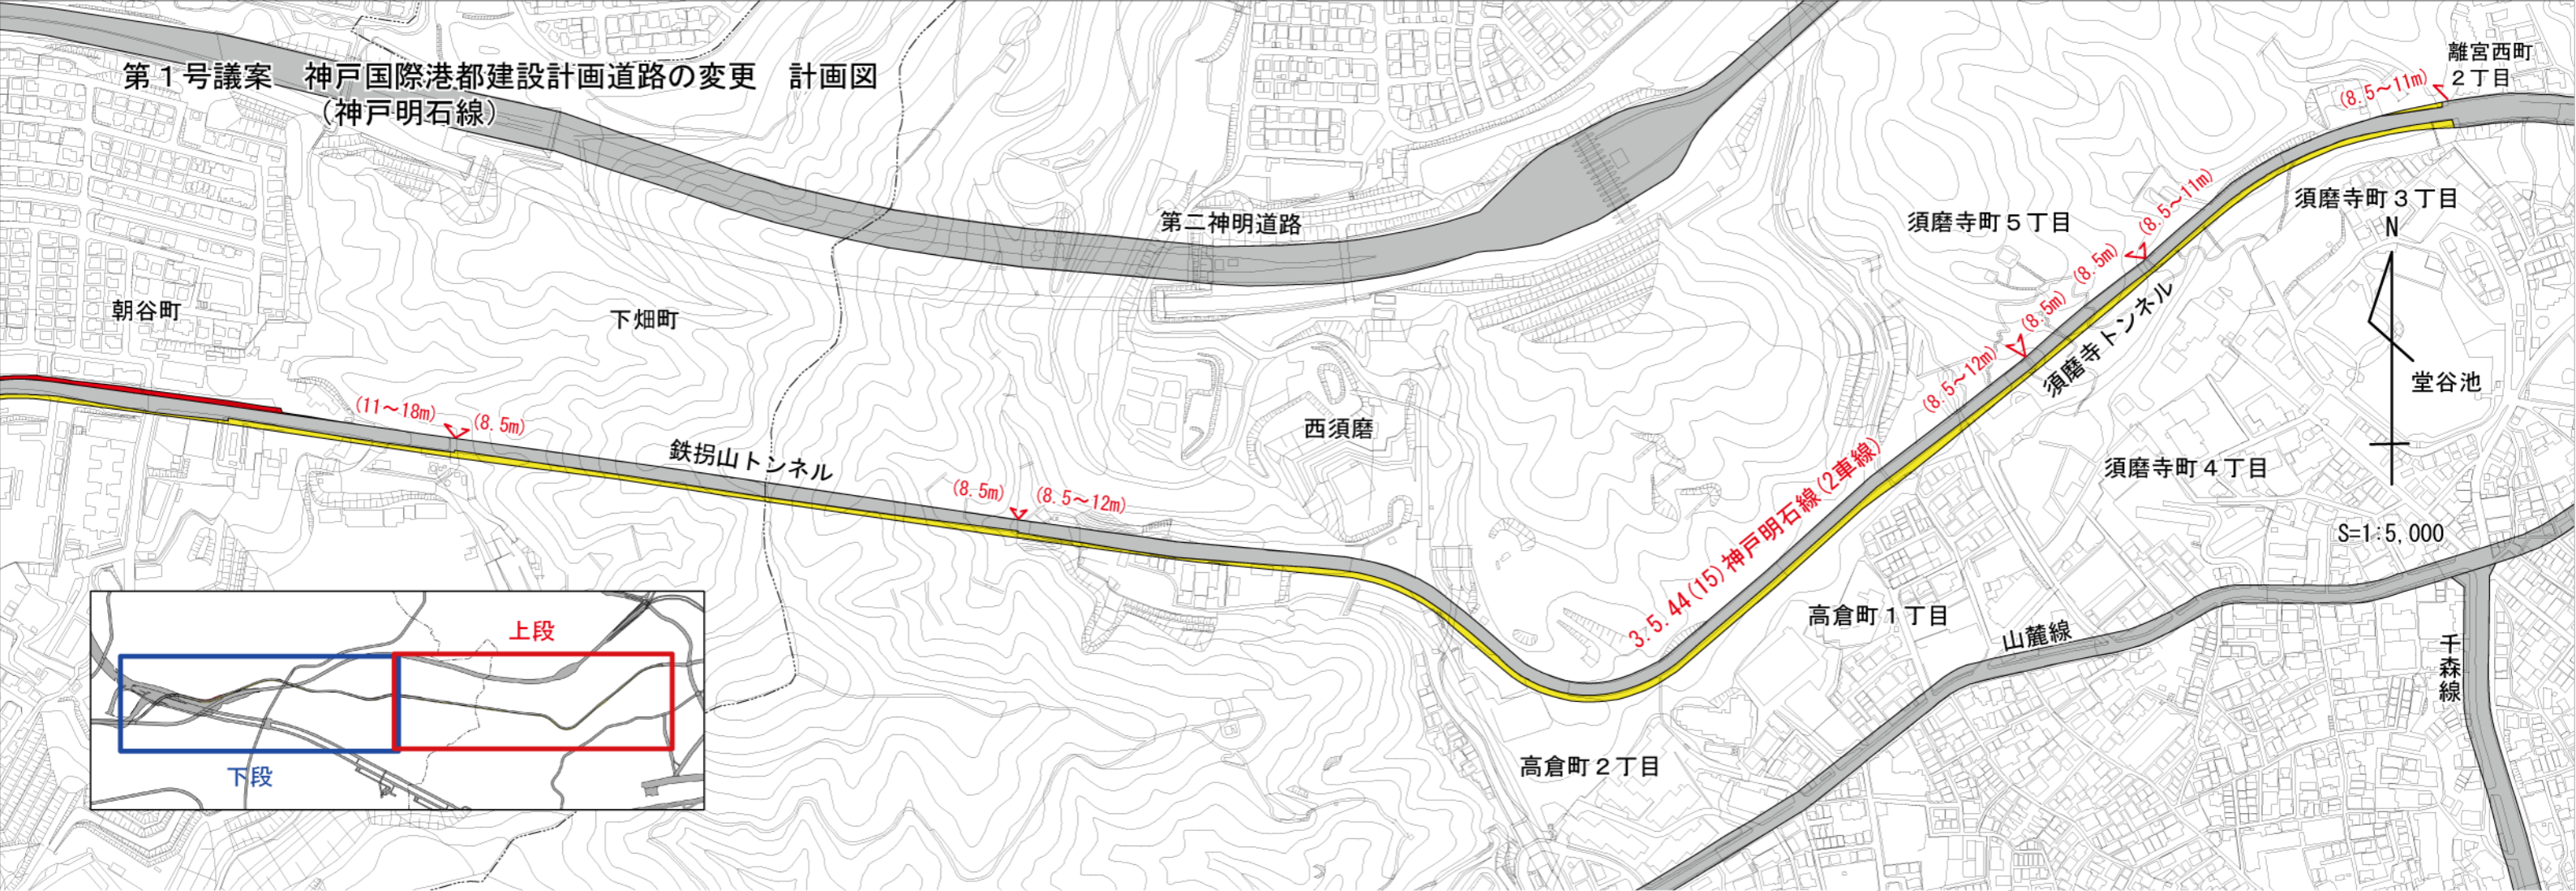 第１号議案　神戸国際港都建設計画道路の変更　計画図
（神戸明石線）
離宮西町
２丁目
(8.5～11m)
須磨寺町３丁目
(8.5～11m)
須磨寺町５丁目
第二神明道路
N
(8.5m)
(8.5m)
須磨寺トンネル
(8.5～12m)
堂谷池
朝谷町
下畑町
(11～18m)
(8.5m)
鉄拐山トンネル
西須磨
(8.5m)
(8.5～12m)
3.5.44(15)神戸明石線(2車線)
須磨寺町４丁目
S=1:5,000
高倉町１丁目
山麓線
千森線
高倉町２丁目
上段
下段